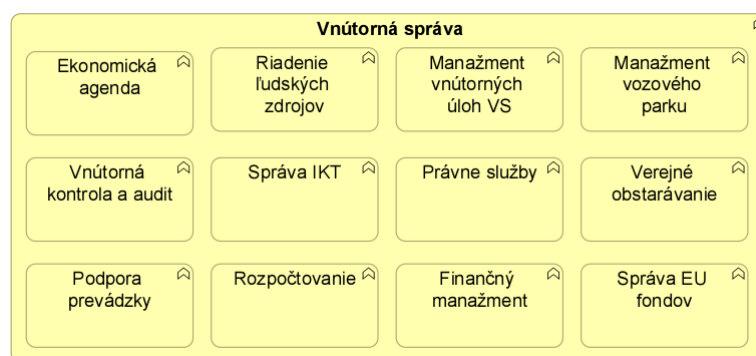 Vnútorná správa
Ekonomická
agenda
Riadenie
ľudských
zdrojov
Manažment
vnútorných
úloh VS
Manažment
vozového
parku
Vnútorná
kontrola a audit
Správa IKT
Právne služby
Verejné
obstarávanie
Podpora
prevádzky
Rozpočtovanie
Finančný
manažment
Správa EU
fondov